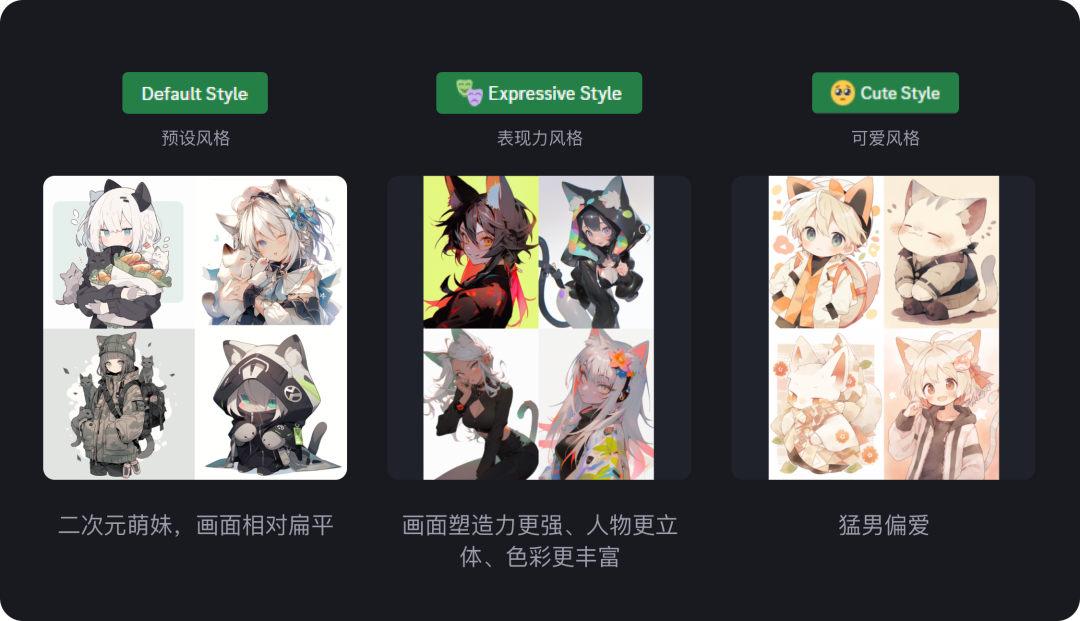 Default Style
Expressive Style
Cute Style
预设风格
表现力风格
可爱风格
二次元萌妹，画面相对扁平
画面塑造力更强、人物更立
体、色彩更丰富
猛男偏爱